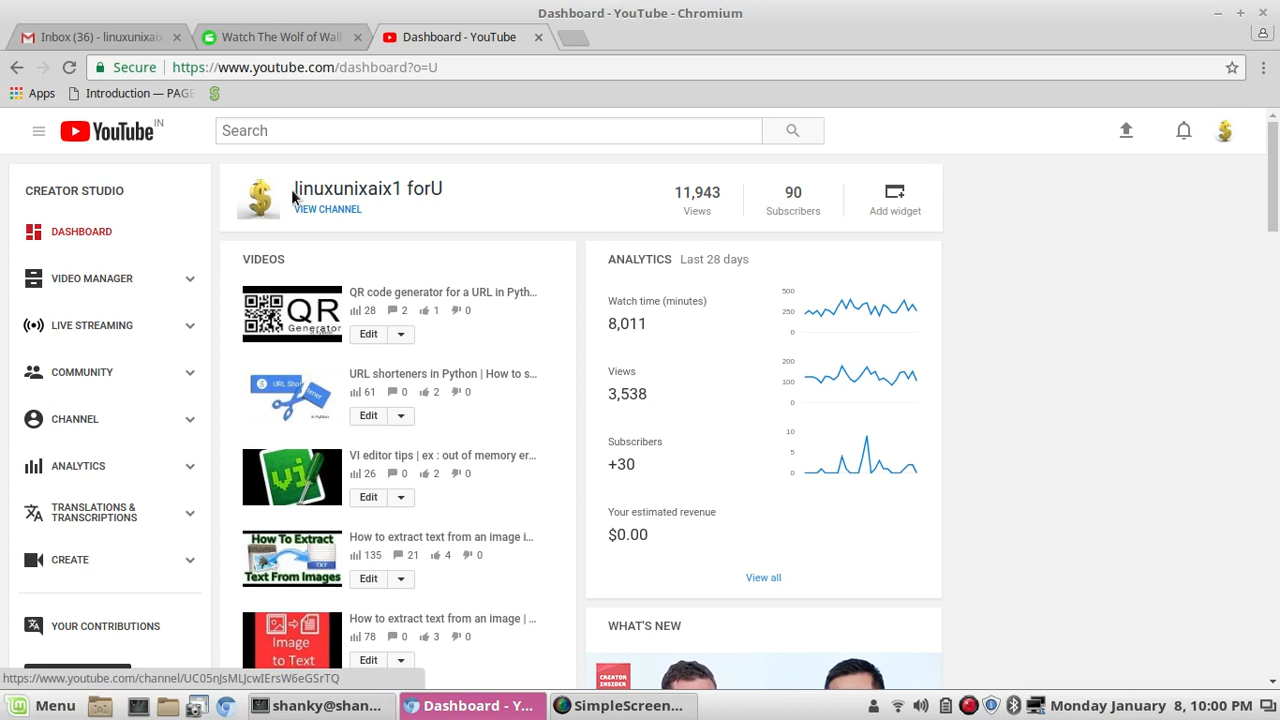 Dashboard - YouTube - Chromium
Inbox (36) - linuxunixaix
Watch The Wolf of Wall
Dashboard - YouTube
Secure https://www.youtube.com/dashboard?o=U
Apps Introduction — PAGE
YouTube IN
Search
CREATOR STUDIO
DASHBOARD
VIDEO MANAGER
LIVE STREAMING
COMMUNITY
CHANNEL
ANALYTICS
TRANSLATIONS &
TRANSCRIPTIONS
CREATE
YOUR CONTRIBUTIONS
linuxunixaix1 forU
VIEW CHANNEL
11,943
Views
90
Subscribers
Add widget
VIDEOS
QR
Generator
QR code generator for a URL in Pyth...
28 2 1 0
Edit
URL Shortener
in Python
URL shorteners in Python | How to s...
61 0 2 0
Edit
vi
VI editor tips | ex : out of memory er...
26 0 2 0
Edit
How To Extract
TXT
Text From Images
How to extract text from an image i...
135 21 4 0
Edit
Image
to Text
How to extract text from an image | ...
78 0 3 0
Edit
ANALYTICS Last 28 days
Watch time (minutes)
8,011
500
250
0
Views
3,538
200
100
0
Subscribers
+30
10
5
0
Your estimated revenue
$0.00
View all
WHAT'S NEW
CREATOR
INSIDER
https://www.youtube.com/channel/UC05nJsMLJcwIErsW6eGSrTQ
Menu
shanky@shan...
Dashboard - Y...
SimpleScreen...
Monday January 8, 10:00 PM